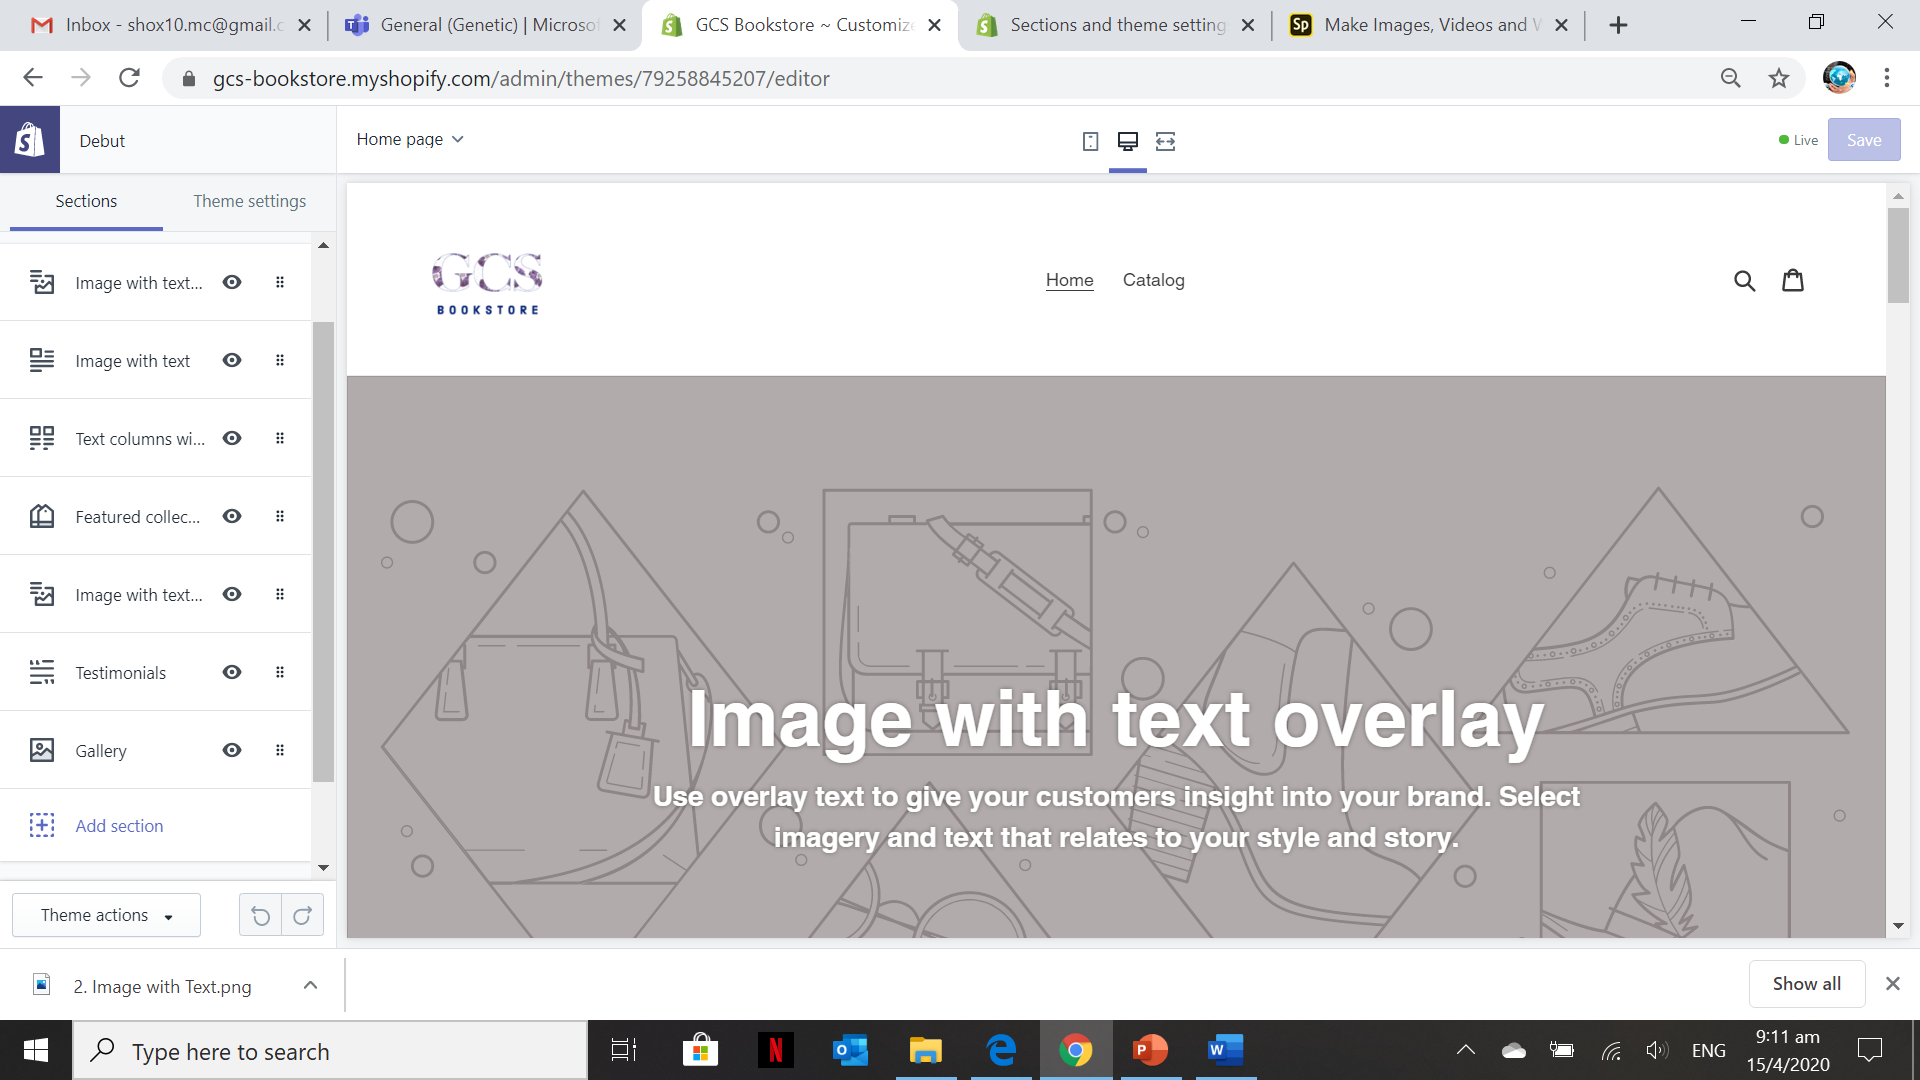 Inbox - shox10.mc@gmail.c
General (Genetic) | Microsof
GCS Bookstore ~ Customize
Sections and theme setting
Sp
Make Images, Videos and W
gcs-bookstore.myshopify.com/admin/themes/79258845207/editor
Debut
Home page
Live
Save
Sections
Theme settings
Image with text...
Image with text
Text columns wi...
Featured collec...
Image with text...
Testimonials
Gallery
Add section
Theme actions
GCS
BOOKSTORE
Home
Catalog
Image with text overlay
Use overlay text to give your customers insight into your brand. Select
imagery and text that relates to your style and story.
2. Image with Text.png
Show all
Type here to search
ENG
9:11 am
15/4/2020